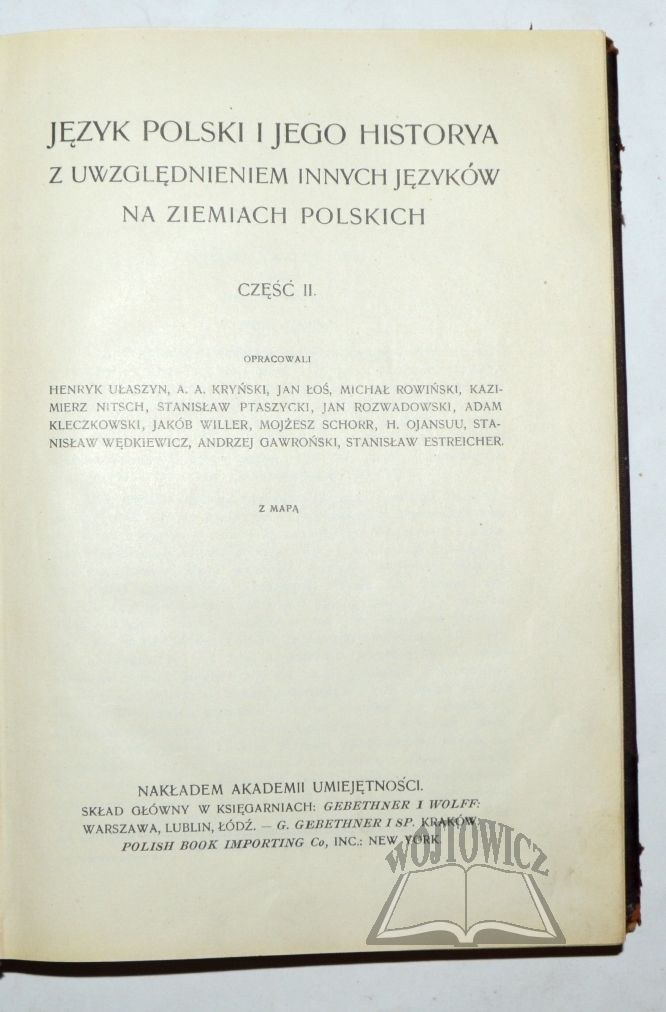 JĘZYK POLSKI I JEGO HISTORYA
Z UWZGLĘDNIENIEM INNYCH JĘZYKÓW
NA ZIEMIACH POLSKICH
CZĘŚĆ II.
OPRACOWALI
HENRYK UŁASZYN, A. A. KRYŃSKI, JAN ŁOŚ, MICHAŁ ROWIŃSKI, KAZI-
MIERZ NITSCH, STANISŁAW PTASZYCKI, JAN ROZWADOWSKI, ADAM
KLECZKOWSKI, JAKÓB WILLER, MOJŻESZ SCHORR, H. OJANSUU, STA-
NISŁAW WĘDKIEWICZ, ANDRZEJ GAWROŃSKI, STANISŁAW ESTREICHER.
Z MAPĄ
NAKŁADEM AKADEMII UMIEJĘTNOŚCI.
SKŁAD GŁÓWNY W KSIĘGARNIACH: GEBETHNER I WOLFF:
WARSZAWA, LUBLIN, ŁÓDŹ. — G. GEBETHNER I SP. KRAKÓW
POLISH BOOK IMPORTING Co, INC.: NEW YORK.
WÓJTOWICZ